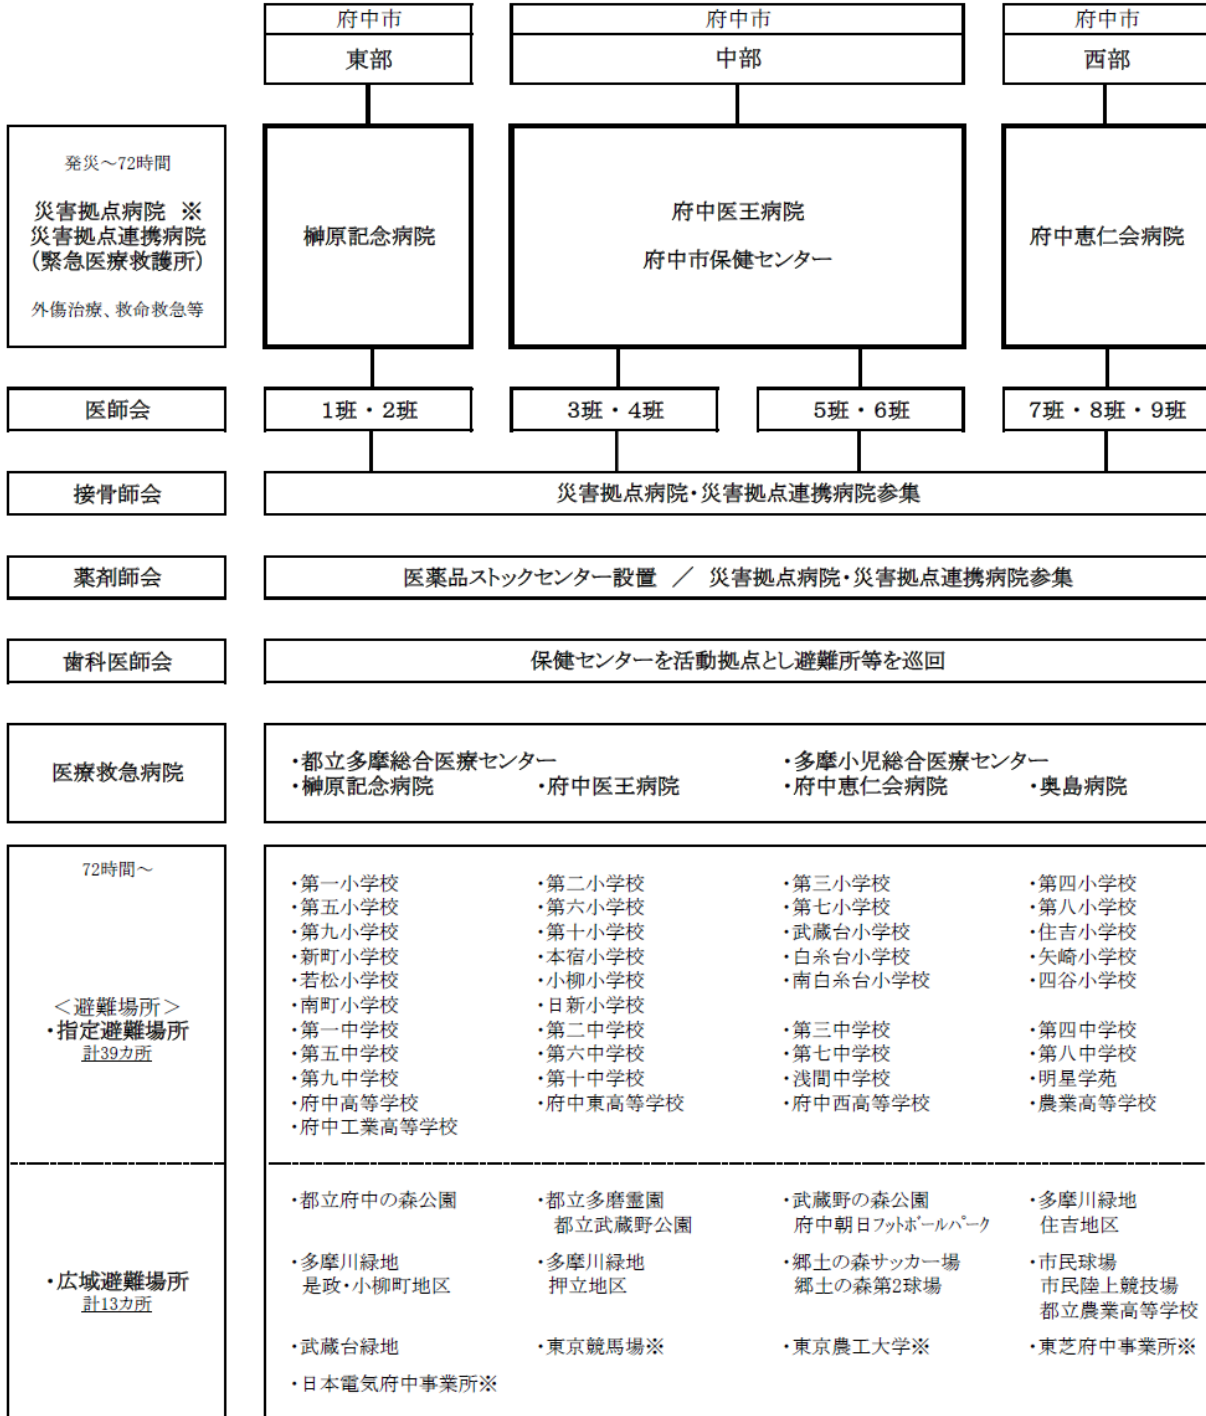 府中市
東部
府中市
中部
府中市
西部
発災～72時間
災害拠点病院 ※
災害拠点連携病院
(緊急医療救護所)
外傷治療、救命救急等
榊原記念病院
府中医王病院
府中市保健センター
府中恵仁会病院
医師会
1班・2班
3班・4班
5班・6班
7班・8班・9班
接骨師会
災害拠点病院・災害拠点連携病院参集
薬剤師会
医薬品ストックセンター設置 ／ 災害拠点病院・災害拠点連携病院参集
歯科医師会
保健センターを活動拠点とし避難所等を巡回
医療救急病院
・都立多摩総合医療センター ・多摩小児総合医療センター
・榊原記念病院 ・府中医王病院 ・府中恵仁会病院 ・奥島病院
72時間～
＜避難場所＞
・指定避難場所
計39カ所
・第一小学校 ・第二小学校 ・第三小学校 ・第四小学校
・第五小学校 ・第六小学校 ・第七小学校 ・第八小学校
・第九小学校 ・第十小学校 ・武蔵台小学校 ・住吉小学校
・新町小学校 ・本宿小学校 ・白糸台小学校 ・矢崎小学校
・若松小学校 ・小柳小学校 ・南白糸台小学校 ・四谷小学校
・南町小学校 ・日新小学校
・第一中学校 ・第二中学校 ・第三中学校 ・第四中学校
・第五中学校 ・第六中学校 ・第七中学校 ・第八中学校
・第九中学校 ・第十中学校 ・浅間中学校 ・明星学苑
・府中高等学校 ・府中東高等学校 ・府中西高等学校 ・農業高等学校
・府中工業高等学校
・広域避難場所
計13カ所
・都立府中の森公園 ・都立多磨霊園 ・武蔵野の森公園 ・多摩川緑地
都立武蔵野公園 府中朝日フットボールパーク 住吉地区
・多摩川緑地 ・多摩川緑地 ・郷土の森サッカー場 ・市民球場
是政・小柳町地区 押立地区 郷土の森第2球場 市民陸上競技場
都立農業高等学校
・武蔵台緑地 ・東京競馬場※ ・東京農工大学※ ・東芝府中事業所※
・日本電気府中事業所※